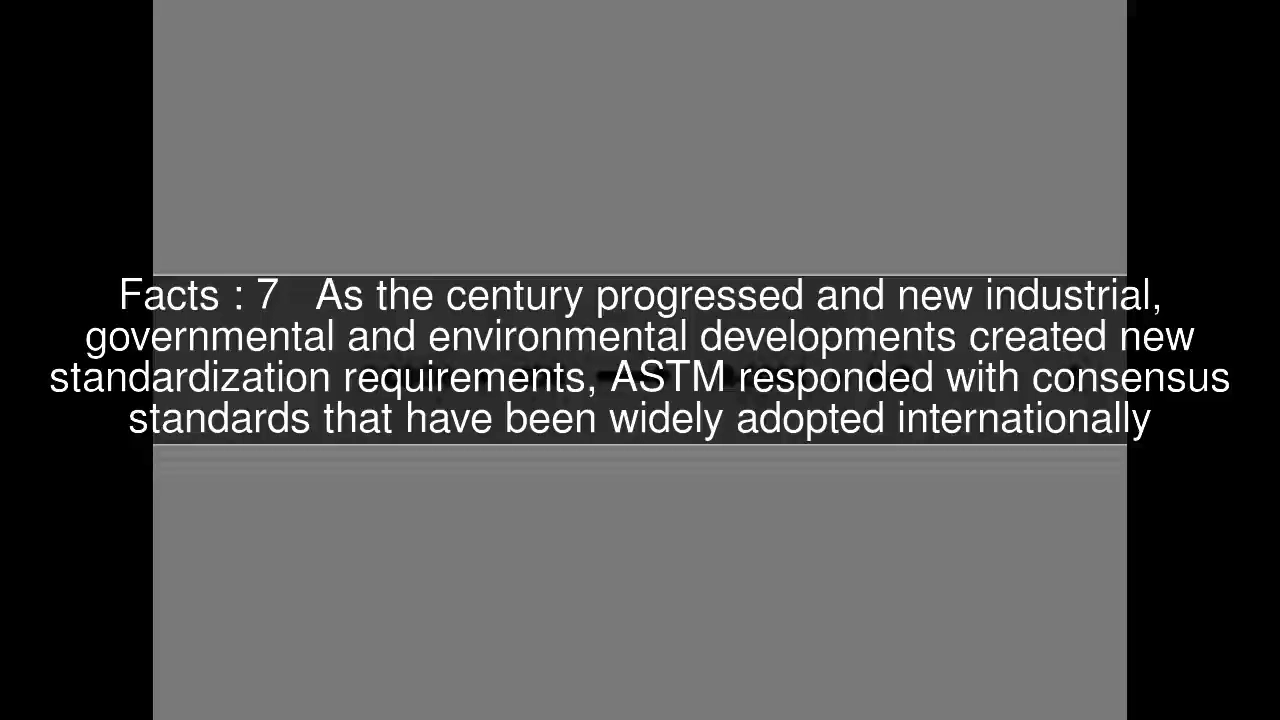 Facts : 7   As the century progressed and new industrial,
governmental and environmental developments created new
standardization requirements, ASTM responded with consensus
standards that have been widely adopted internationally